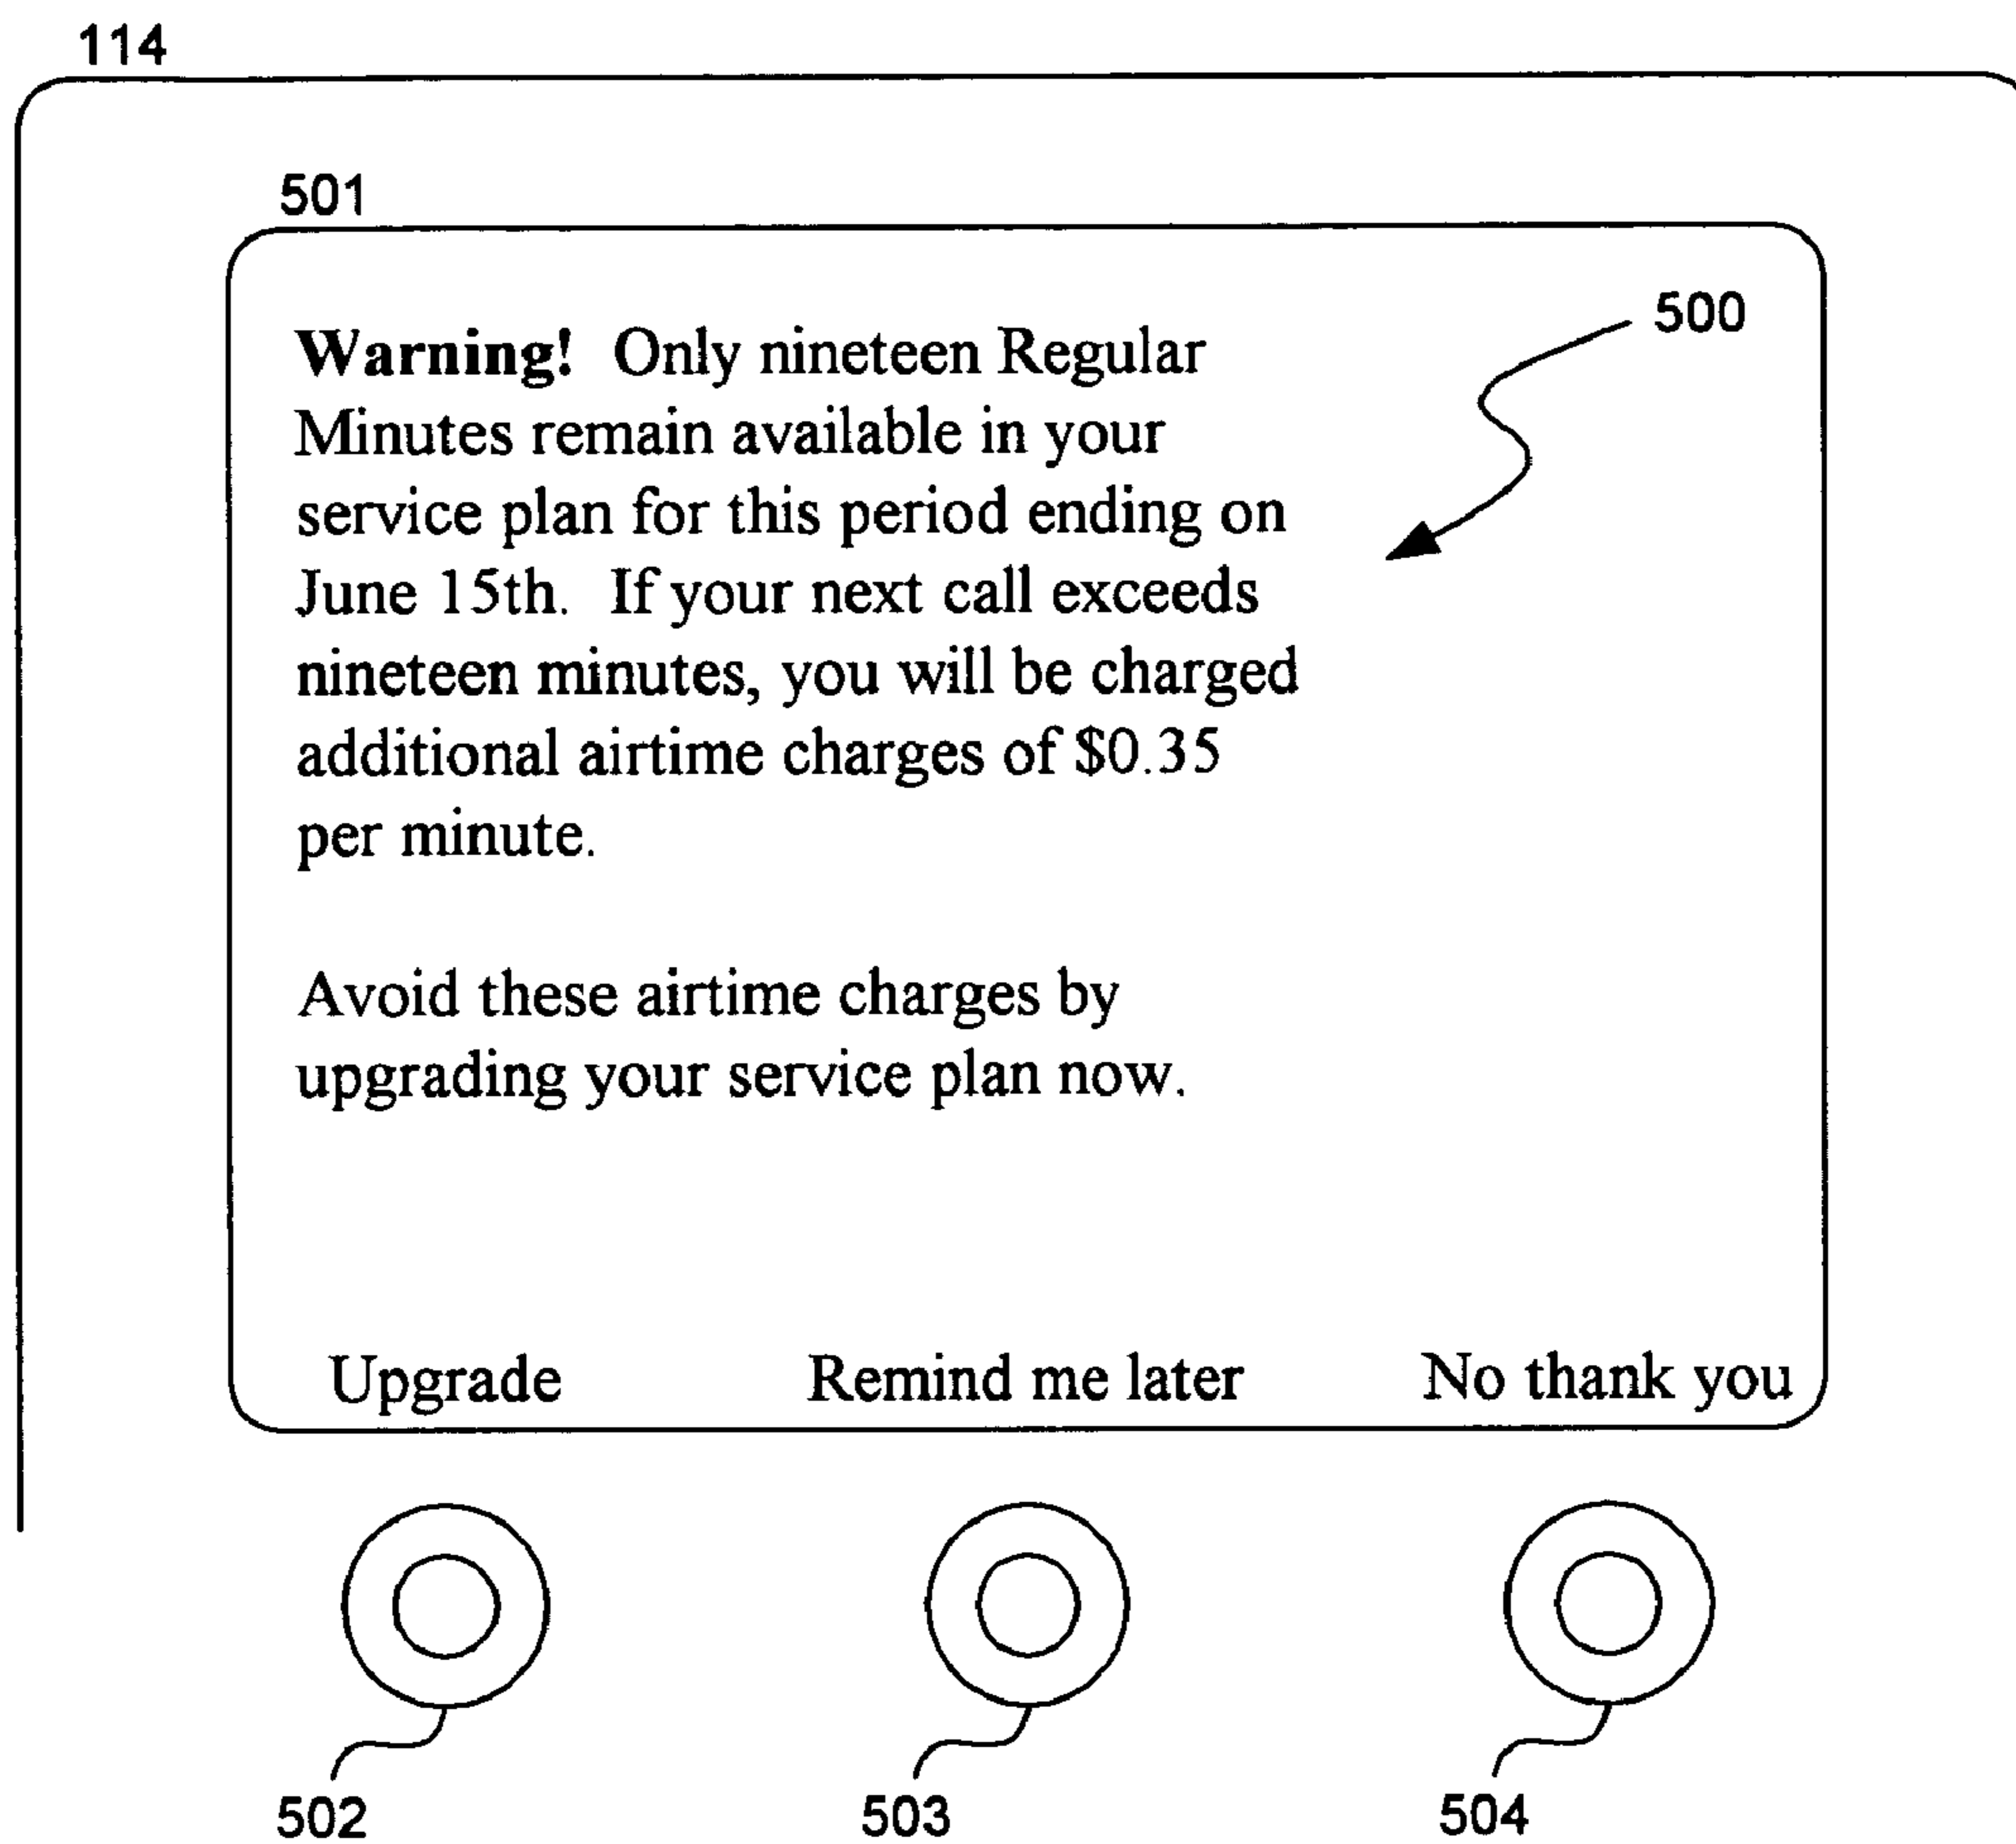 114
501
500
Warning! Only nineteen Regular
Minutes remain available in your
service plan for this period ending on
June 15th. If your next call exceeds
nineteen minutes, you will be charged
additional airtime charges of $0.35
per minute.
Avoid these airtime charges by
upgrading your service plan now.
Upgrade
Remind me later
No thank you
502
503
504